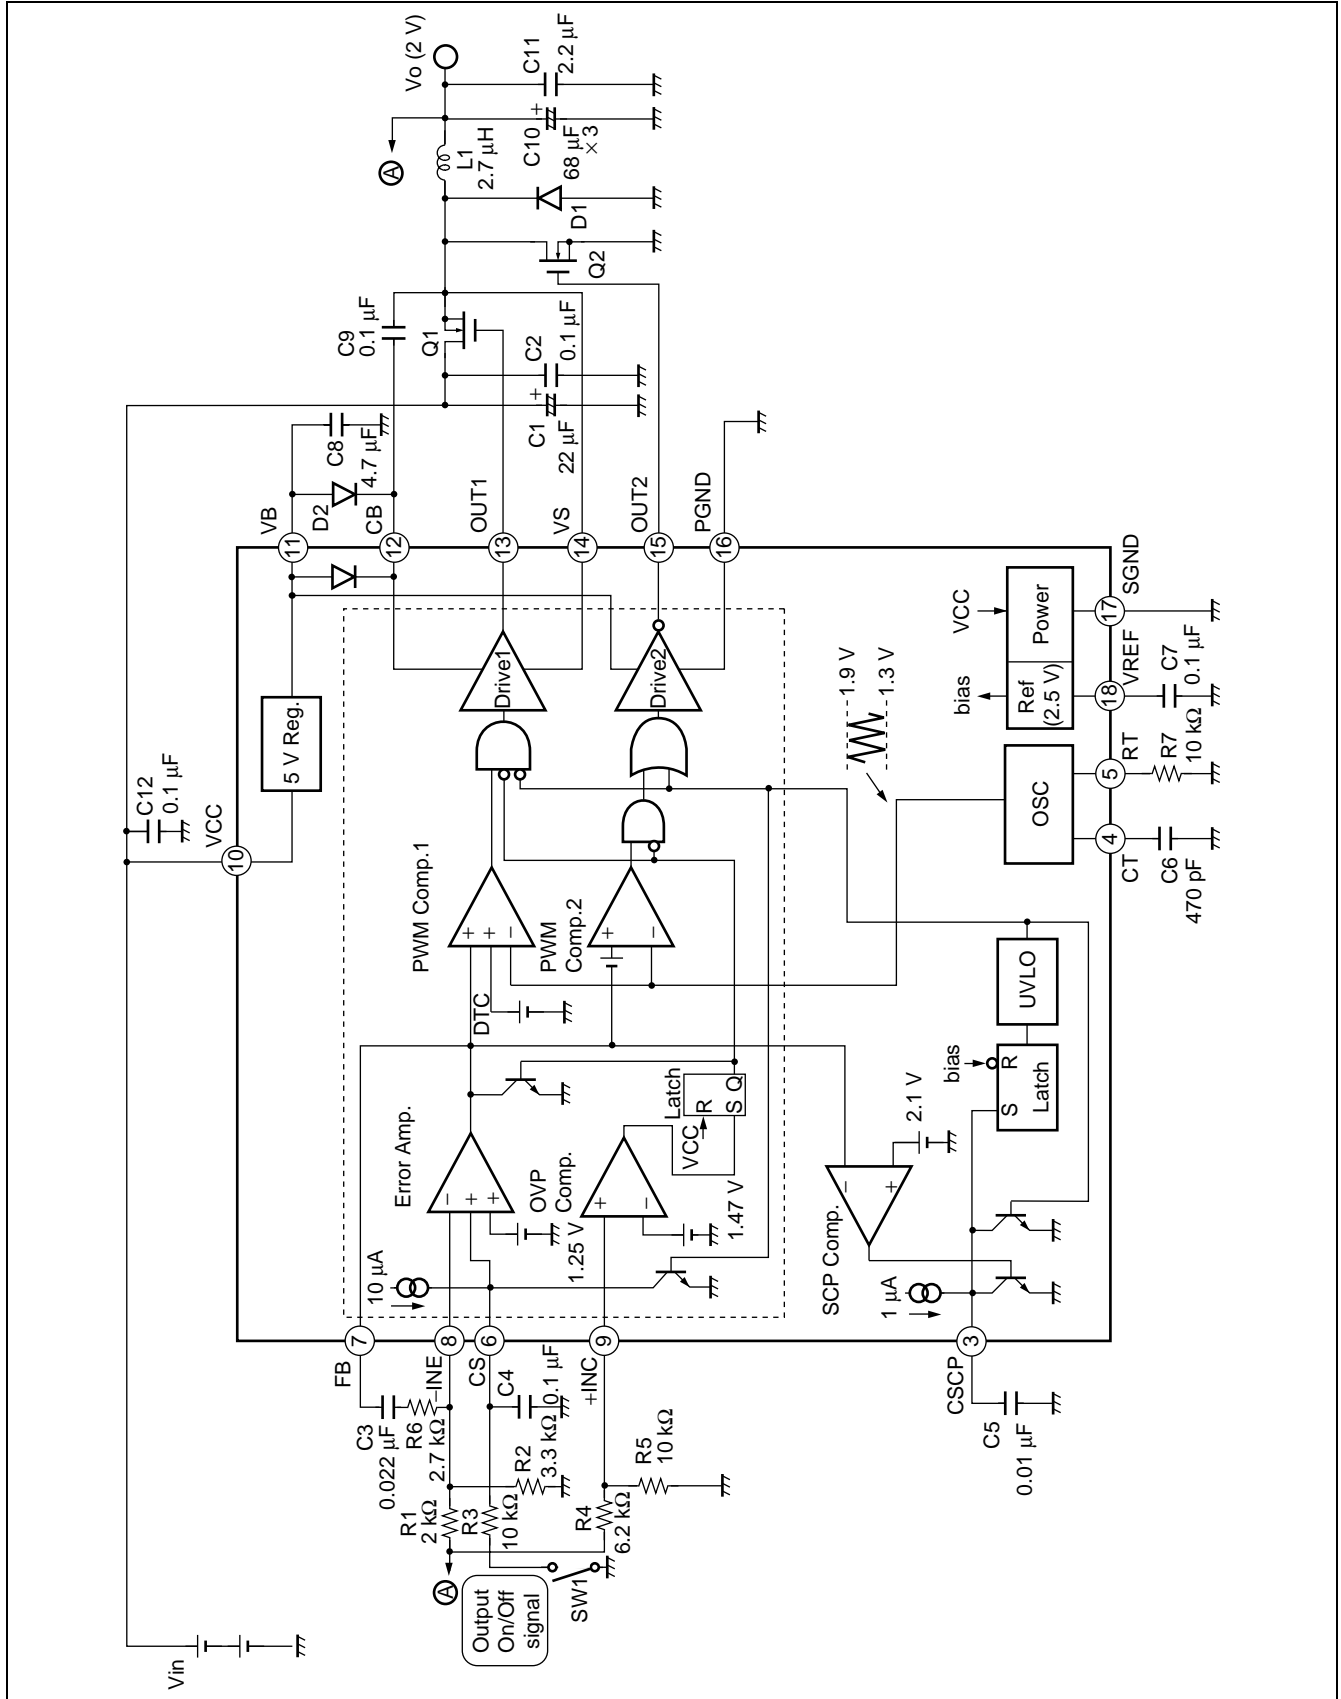 Vin
C12
0.1 μF
VCC
10
5 V Reg.
VB
11
D2
CB
12
C8
4.7 μF
C9
0.1 μF
Q1
OUT1
13
VS
14
OUT2
15
PGND
16
C1
22 μF
+
C2
0.1 μF
Q2
D1
L1
2.7 μH
A
C10
68 μF
× 3
+
C11
2.2 μF
Vo (2 V)
A
R1
2 kΩ
C3
0.022 μF
R6
2.7 kΩ
FB
7
–INE
8
CS
6
C4
0.1 μF
R2
3.3 kΩ
R3
10 kΩ
Output
On/Off
signal
SW1
R4
6.2 kΩ
R5
10 kΩ
+INC
9
10 μA
Error Amp.
–
+
+
1.25 V
OVP
Comp.
+
–
1.47 V
Latch
R
S Q
VCC
DTC
PWM Comp.1
+
+
–
PWM
Comp.2
+
–
Drive1
Drive2
1.9 V
1.3 V
CSCP
3
C5
0.01 μF
1 μA
SCP Comp.
–
+
2.1 V
bias
S
R
Latch
UVLO
OSC
CT
4
C6
470 pF
RT
5
R7
10 kΩ
bias
Ref
(2.5 V)
Power
VCC
VREF
18
C7
0.1 μF
SGND
17